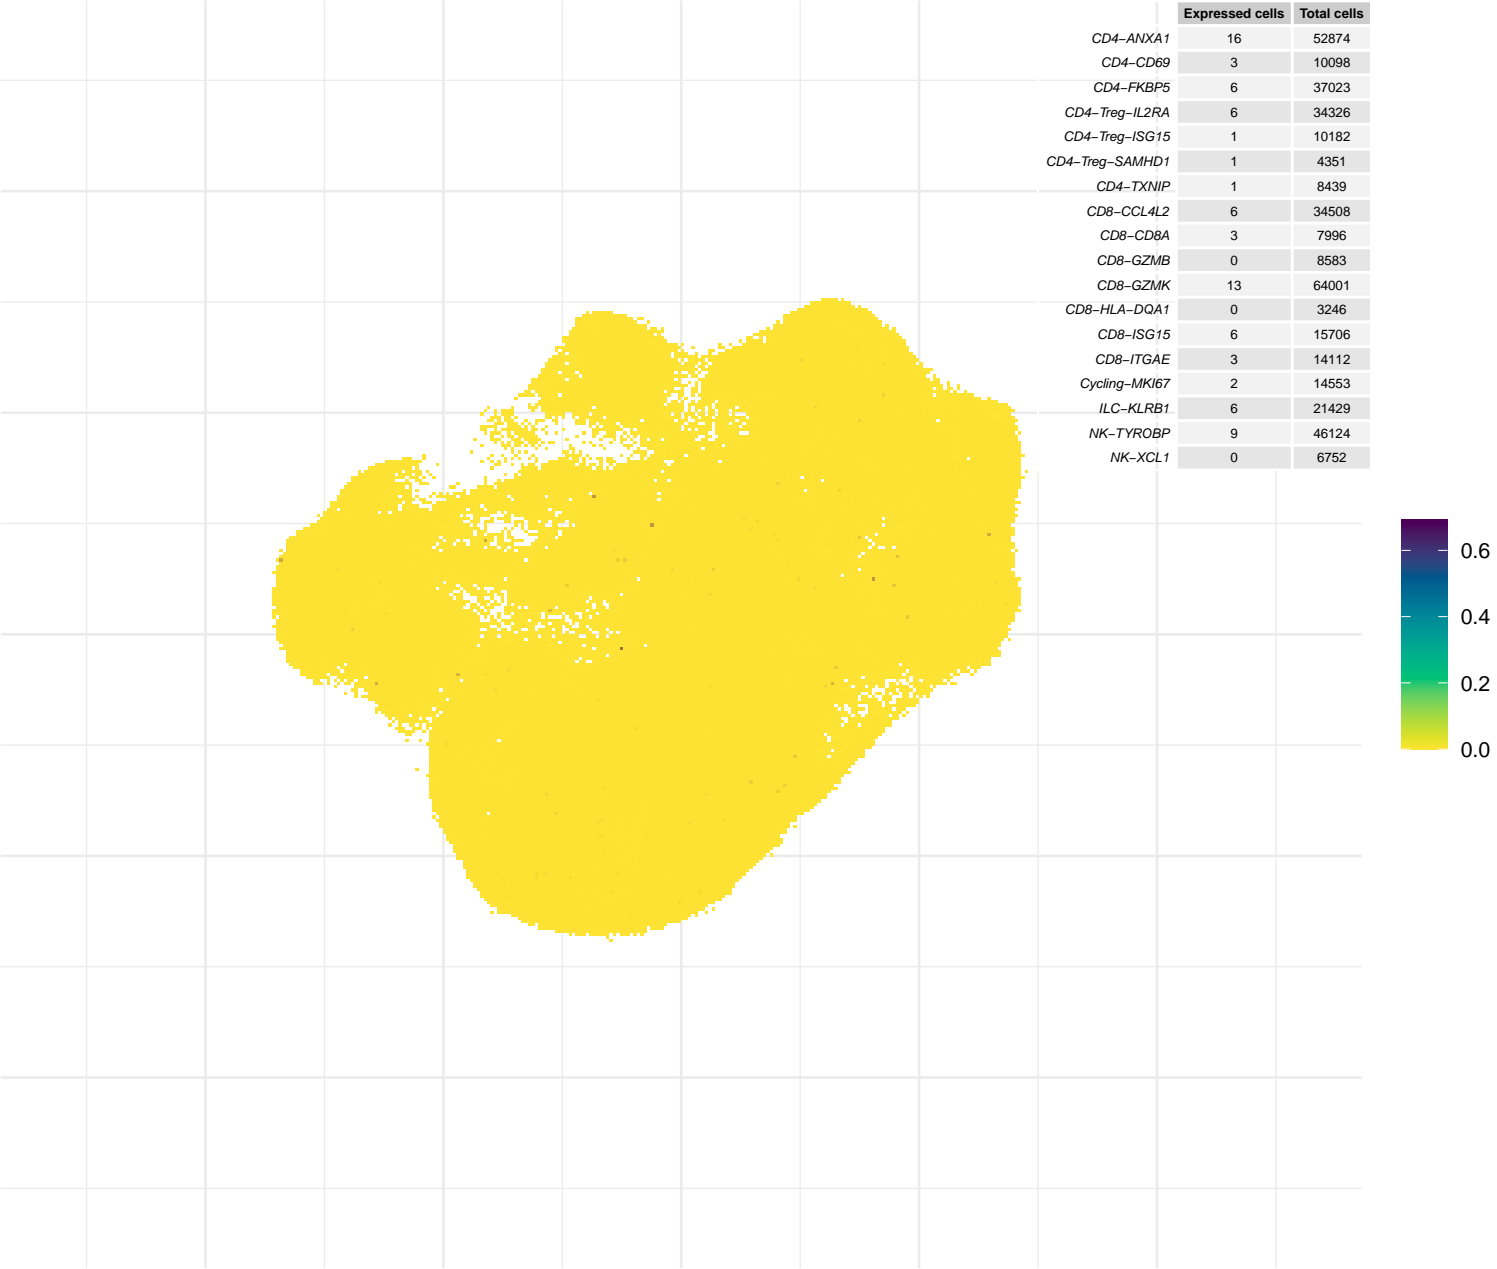 Expressed cells Total cells
CD4−ANXA1 16 52874
CD4−CD69 3 10098
CD4−FKBP5 6 37023
CD4−Treg−IL2RA 6 34326
CD4−Treg−ISG15 1 10182
CD4−Treg−SAMHD1 1 4351
CD4−TXNIP 1 8439
CD8−CCL4L2 6 34508
CD8−CD8A 3 7996
CD8−GZMB 0 8583
CD8−GZMK 13 64001
CD8−HLA−DQA1 0 3246
CD8−ISG15 6 15706
CD8−ITGAE 3 14112
Cycling−MKI67 2 14553
ILC−KLRB1 6 21429
NK−TYROBP 9 46124
NK−XCL1 0 6752
0.6
0.4
0.2
0.0